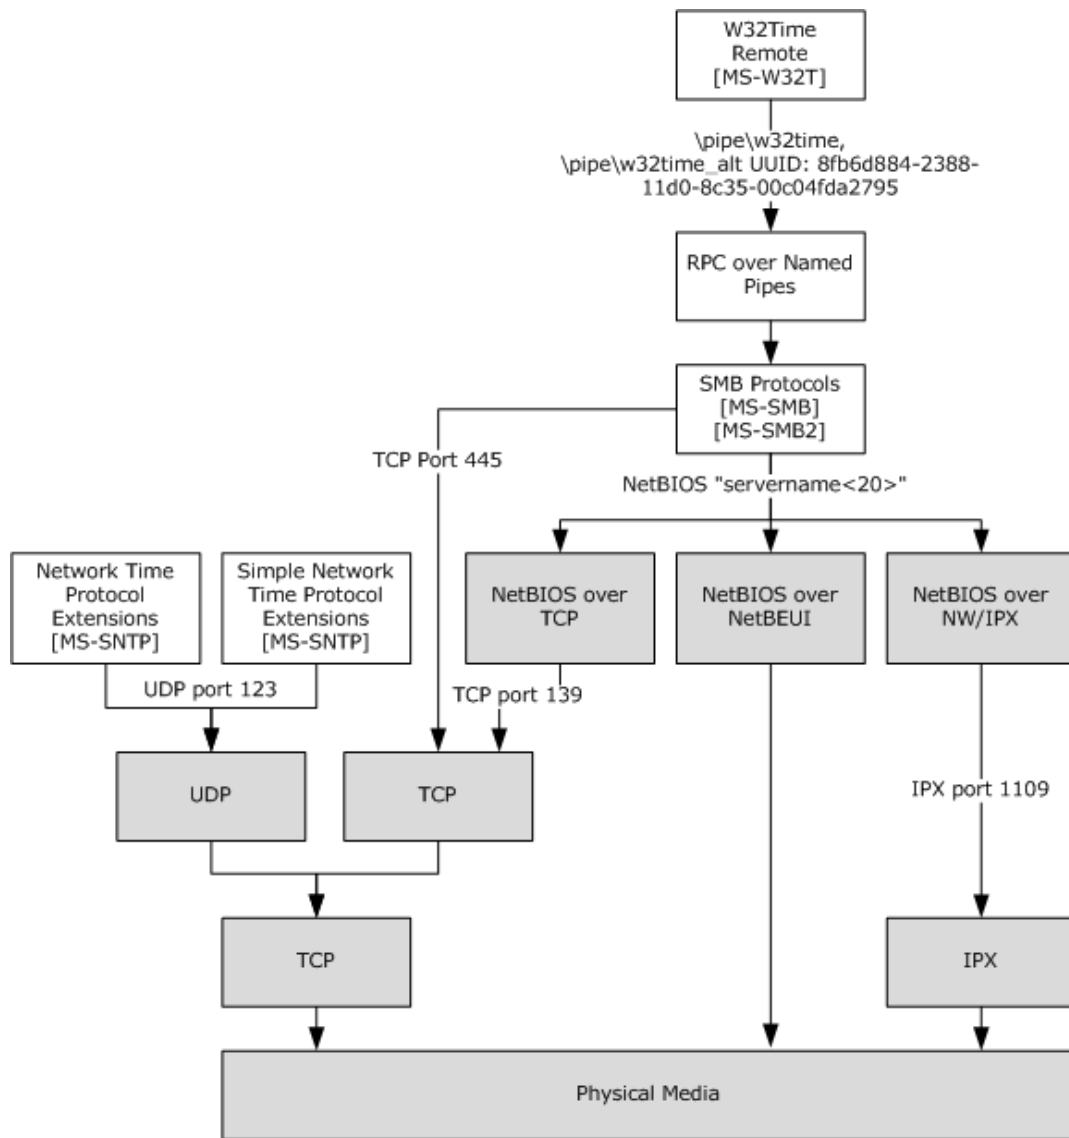 W32Time
Remote
[MS-W32T]
\pipe\w32time,
\pipe\w32time_alt UUID: 8fb6d884-2388-
11d0-8c35-00c04fda2795
RPC over Named
Pipes
SMB Protocols
[MS-SMB]
[MS-SMB2]
TCP Port 445
NetBIOS "servername<20>"
Network Time
Protocol
Extensions
[MS-SNTP]
Simple Network
Time Protocol
Extensions
[MS-SNTP]
NetBIOS over
TCP
NetBIOS over
NetBEUI
NetBIOS over
NW/IPX
UDP port 123
TCP port 139
UDP
TCP
IPX port 1109
TCP
IPX
Physical Media